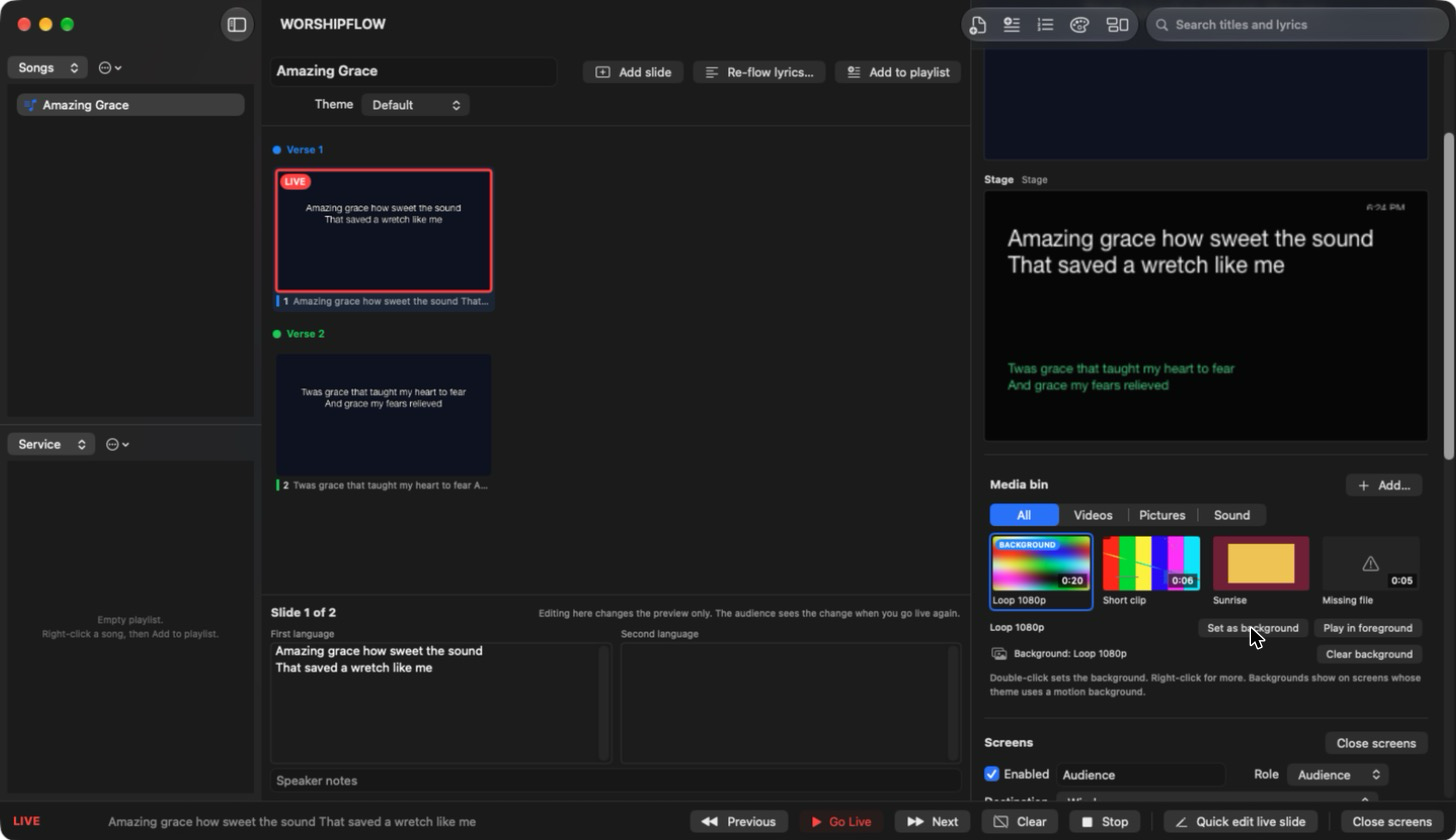 WORSHIPFLOW
Search titles and lyrics
Songs
Amazing Grace
Amazing Grace
Add slide
Re-flow lyrics...
Add to playlist
Theme
Default
Verse 1
LIVE
Amazing grace how sweet the sound
That saved a wretch like me
1 Amazing grace how sweet the sound That...
Verse 2
Twas grace that taught my heart to fear
And grace my fears relieved
2 Twas grace that taught my heart to fear A...
Service
Empty playlist.
Right-click a song, then Add to playlist.
Slide 1 of 2
Editing here changes the preview only. The audience sees the change when you go live again.
First language
Second language
Amazing grace how sweet the sound
That saved a wretch like me
Speaker notes
Stage Stage
6:24 PM
Amazing grace how sweet the sound
That saved a wretch like me
Twas grace that taught my heart to fear
And grace my fears relieved
Media bin
Add...
All
Videos
Pictures
Sound
BACKGROUND
0:20
0:06
0:05
Loop 1080p
Short clip
Sunrise
Missing file
Loop 1080p
Set as background
Play in foreground
Background: Loop 1080p
Clear background
Double-click sets the background. Right-click for more. Backgrounds show on screens whose
theme uses a motion background.
Screens
Close screens
Enabled
Audience
Role
Audience
Destination
LIVE
Amazing grace how sweet the sound That saved a wretch like me
Previous
Go Live
Next
Clear
Stop
Quick edit live slide
Close screens